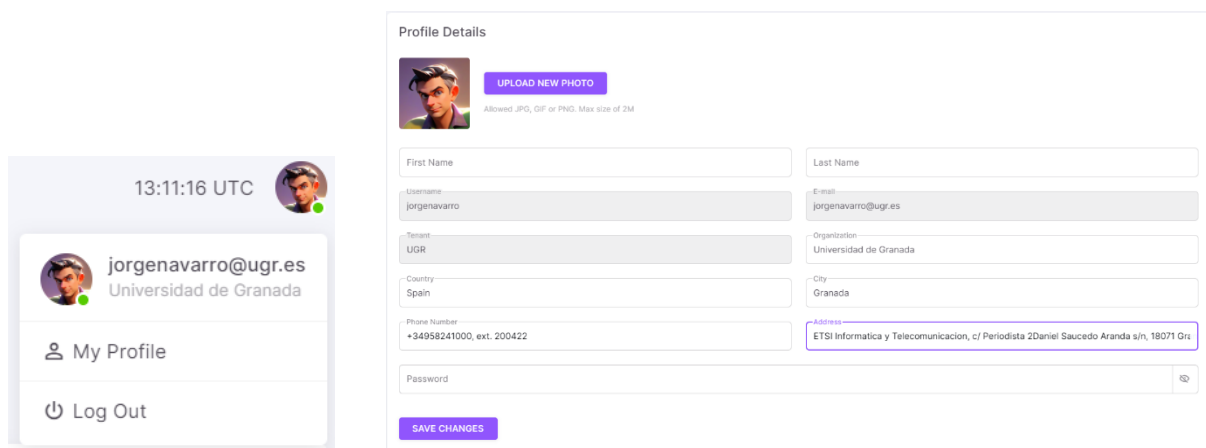 13:11:16 UTC
jorgenavarro@ugr.es
Universidad de Granada
My Profile
Log Out
Profile Details
UPLOAD NEW PHOTO
Allowed JPG, GIF or PNG. Max size of 2M
First Name
Last Name
Username
jorgenavarro
E-mail
jorgenavarro@ugr.es
Tenant
UGR
Organization
Universidad de Granada
Country
Spain
City
Granada
Phone Number
+34958241000, ext. 200422
Address
ETSI Informatica y Telecomunicacion, c/ Periodista 2Daniel Saucedo Aranda s/n, 18071 Gra
Password
SAVE CHANGES